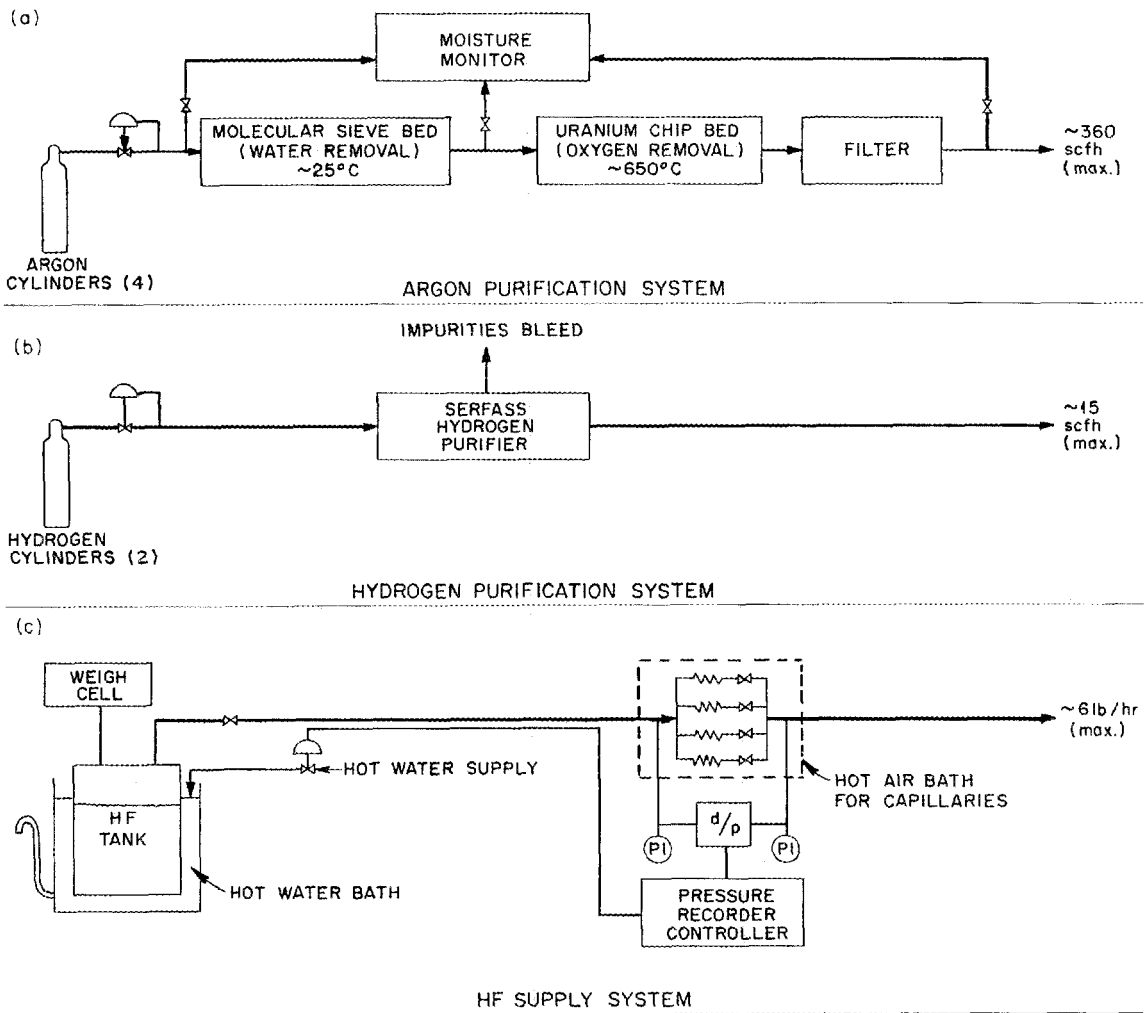 (a)
MOISTURE
MONITOR
MOLECULAR SIEVE BED
(WATER REMOVAL)
~25°C
URANIUM CHIP BED
(OXYGEN REMOVAL)
~650°C
FILTER
~360
scfh
(max.)
ARGON
CYLINDERS (4)
ARGON PURIFICATION SYSTEM
(b)
IMPURITIES BLEED
SERFASS
HYDROGEN
PURIFIER
~15
scfh
(max.)
HYDROGEN
CYLINDERS (2)
HYDROGEN PURIFICATION SYSTEM
(c)
WEIGH
CELL
~6 lb/hr
(max.)
HOT WATER SUPPLY
HOT AIR BATH
FOR CAPILLARIES
HF
TANK
d/p
PI
PI
HOT WATER BATH
PRESSURE
RECORDER
CONTROLLER
HF SUPPLY SYSTEM